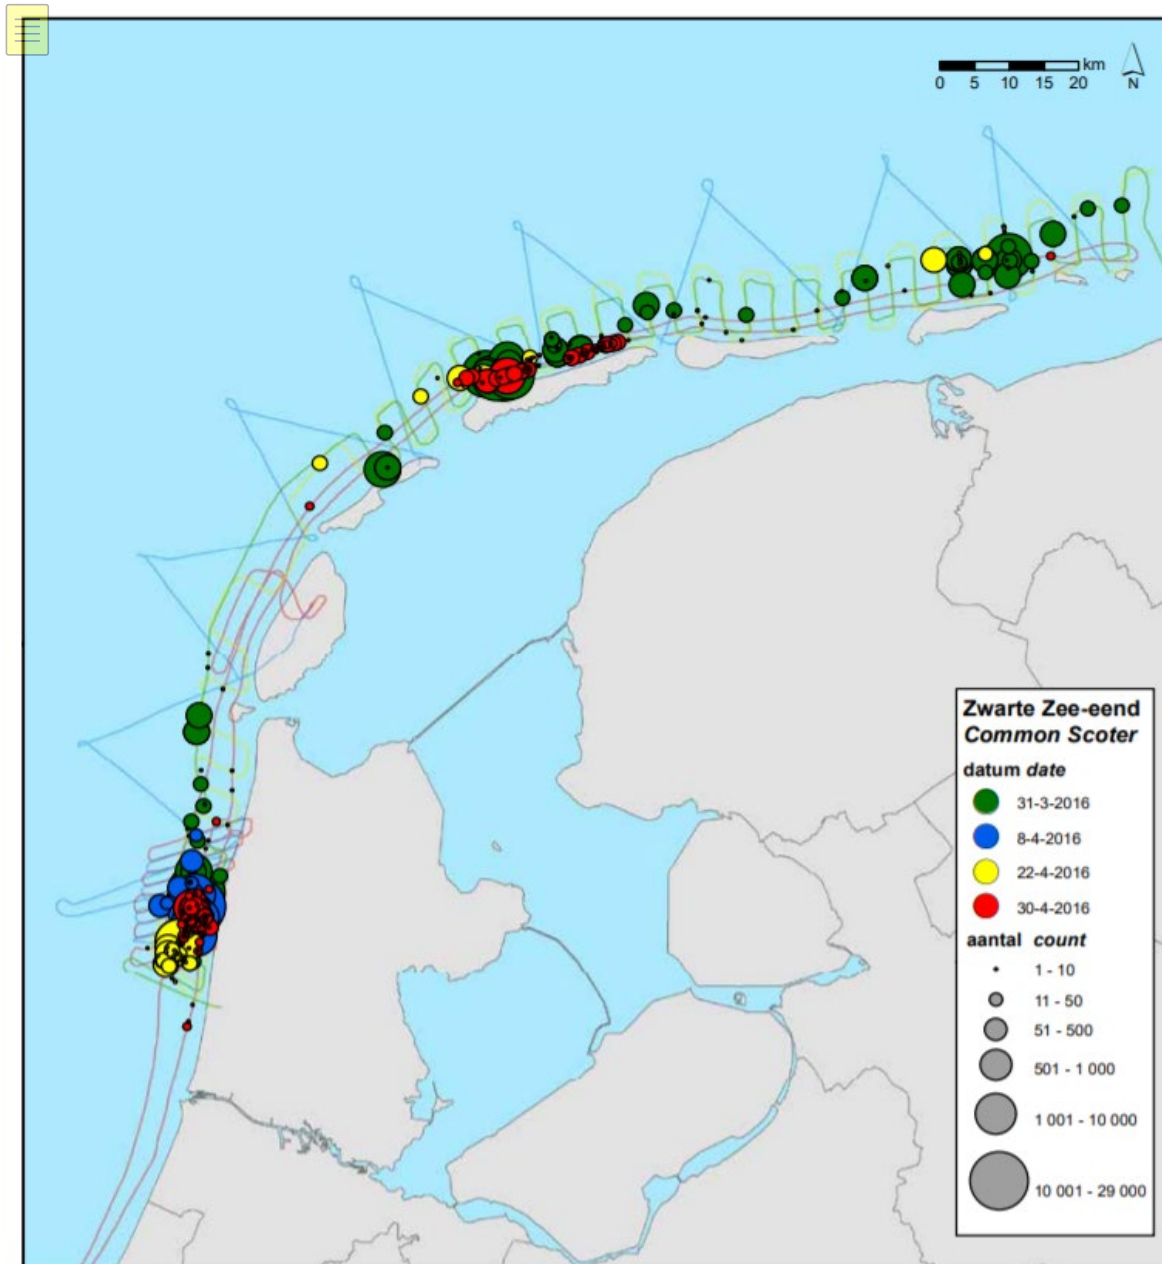 km
0 5 10 15 20
N
Zwarte Zee-eend
Common Scoter
datum date
31-3-2016
8-4-2016
22-4-2016
30-4-2016
aantal count
1 - 10
11 - 50
51 - 500
501 - 1 000
1 001 - 10 000
10 001 - 29 000